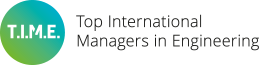 T.I.M.E.
Top International
Managers in Engineering